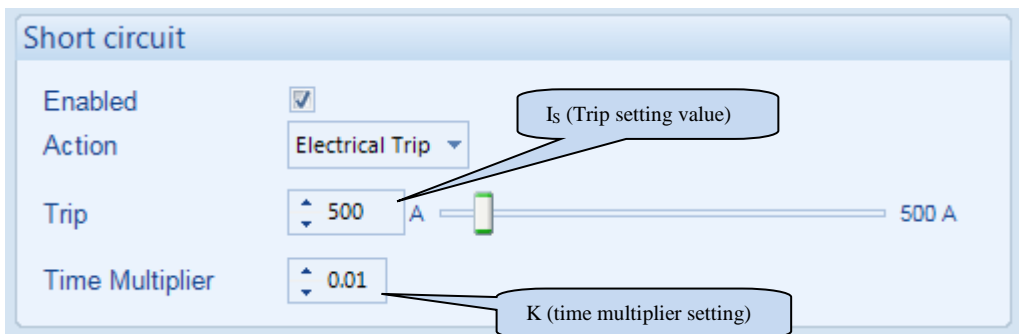 Short circuit
Enabled
I_S (Trip setting value)
Action Electrical Trip
Trip 500 A 500 A
Time Multiplier 0.01
K (time multiplier setting)